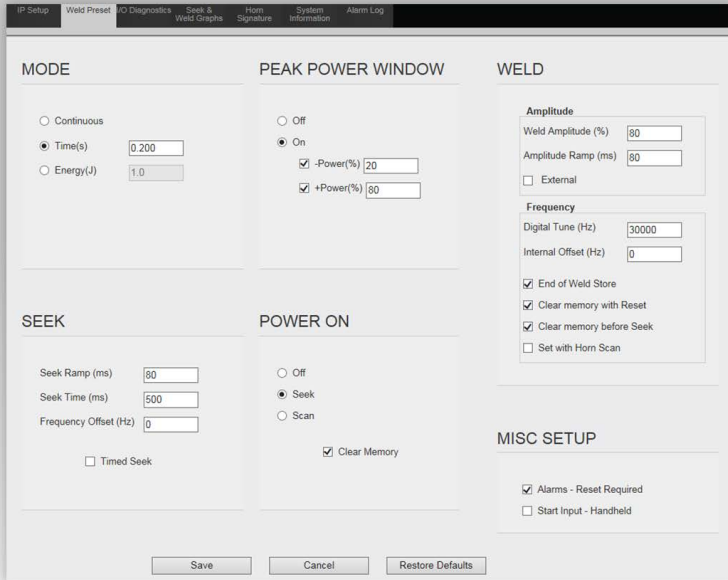 IP Setup
Weld Preset
I/O Diagnostics
Seek &
Weld Graphs
Horn
Signature
System
Information
Alarm Log
MODE
Continuous
Time(s) 0.200
Energy(J) 1.0
PEAK POWER WINDOW
Off
On
-Power(%) 20
+Power(%) 80
WELD
Amplitude
Weld Amplitude (%) 80
Amplitude Ramp (ms) 80
External
Frequency
Digital Tune (Hz) 30000
Internal Offset (Hz) 0
End of Weld Store
Clear memory with Reset
Clear memory before Seek
Set with Horn Scan
SEEK
Seek Ramp (ms) 80
Seek Time (ms) 500
Frequency Offset (Hz) 0
Timed Seek
POWER ON
Off
Seek
Scan
Clear Memory
MISC SETUP
Alarms - Reset Required
Start Input - Handheld
Save
Cancel
Restore Defaults